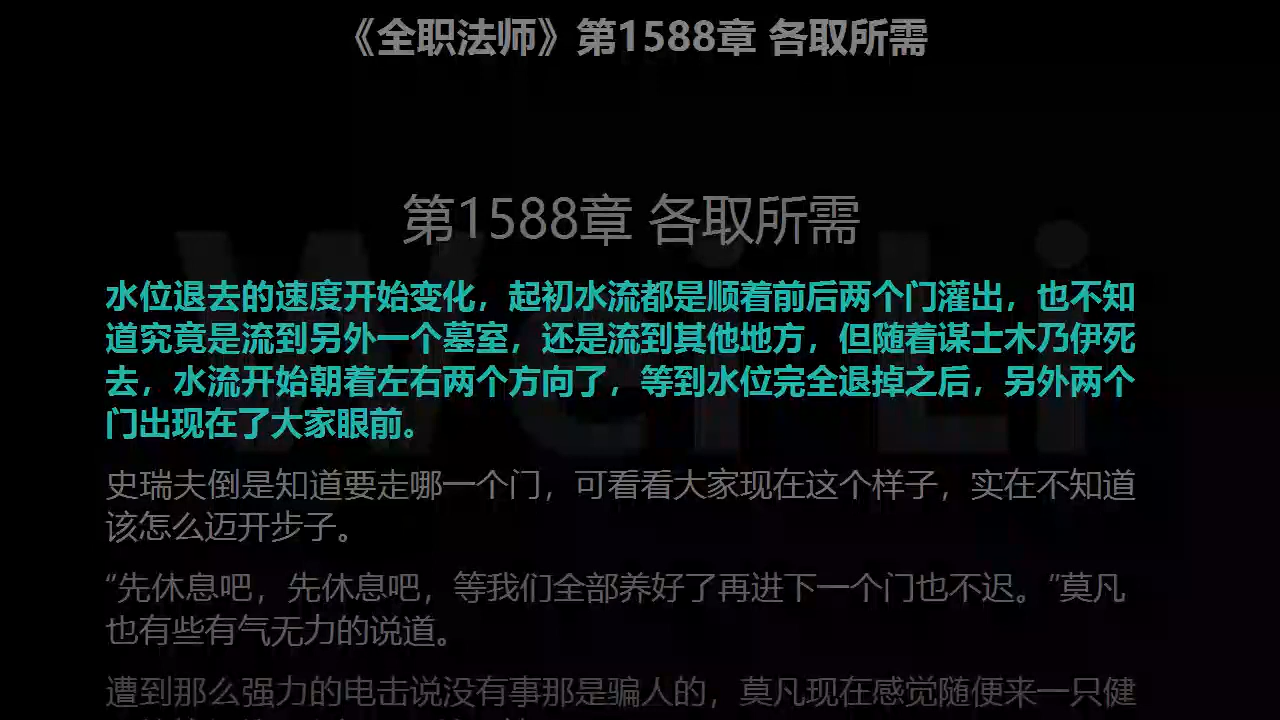 《全职法师》第1588章 各取所需
第1588章 各取所需
水位退去的速度开始变化，起初水流都是顺着前后两个门灌出，也不知
道究竟是流到另外一个墓室，还是流到其他地方，但随着谋士木乃伊死
去，水流开始朝着左右两个方向了，等到水位完全退掉之后，另外两个
门出现在了大家眼前。
史瑞夫倒是知道要走哪一个门，可看看大家现在这个样子，实在不知道
该怎么迈开步子。
“先休息吧，先休息吧，等我们全部养好了再进下一个门也不迟。”莫凡
也有些有气无力的说道。
遭到那么强力的电击说没有事那是骗人的，莫凡现在感觉随便来一只健
Wei Li